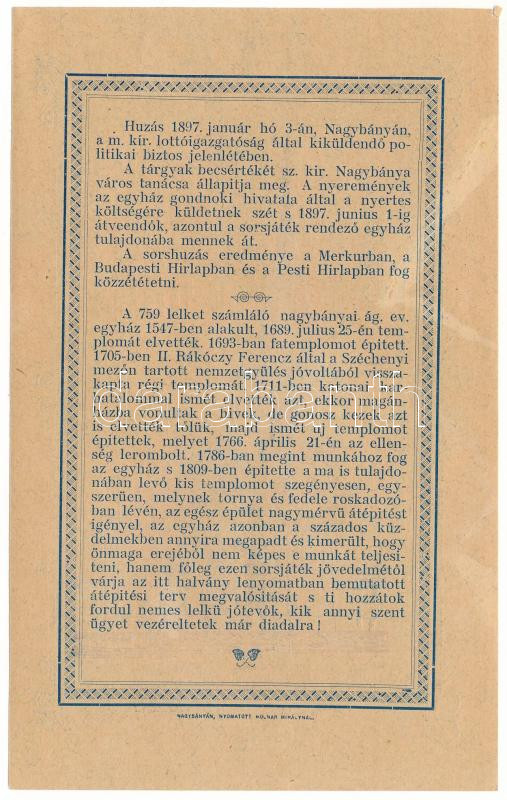 Huzás 1897. január hó 3-án, Nagybányán,
a m. kir. lottóigazgatóság által kiküldendő po-
litikai biztos jelenlétében.
A tárgyak becsértékét sz. kir. Nagybánya
város tanácsa állapitja meg. A nyeremények
az egyház gondnoki hivatala által a nyertes
költségére küldetnek szét s 1897. junius 1-ig
átveendők, azontul a sorsjáték rendező egyház
tulajdonába mennek át.
A sorshuzás eredménye a Merkurban, a
Budapesti Hirlapban és a Pesti Hirlapban fog
közzétételni.
A 759 lelket számláló nagybányai ág. ev.
egyház 1547-ben alakult, 1689. julius 25-én tem-
plomát elvették. 1693-ban fatemplomot épitett.
1705-ben II. Rákóczy Ferencz által a Széchenyi
mezőn tartott nemzetgyülés jóvoltából vissza-
kapta régi templomát, 1711-ben katonai kar-
hatalommal ismét elvették azt, ekkor magán-
házba vonultak a hivek, de gonosz kezek azt
is elvették tőlük, majd ismét uj templomot
épitettek, melyet 1766. április 21-én az ellen-
ség lerombolt. 1786-ban megint munkához fog
az egyház s 1809-ben épitette a ma is tulajdo-
nában levő kis templomot szegényesen, egy-
szerüen, melynek tornya és fedele roskadozó-
ban lévén, az egész épület nagymérvü átépitést
igényel, az egyház azonban a százados küz-
delmekben annyira megapadt és kimerült, hogy
önmaga erejéből nem képes e munkát teljesi-
teni, hanem főleg ezen sorsjáték jövedelmétől
várja az itt halvány lenyomatban bemutatott
átépitési terv megvalósitását s ti hozzátok
fordul nemes lelkü jótevők, kik annyi szent
ügyet vezéreltetek már diadalra!
NAGYBÁNYÁN, NYOMATOTT MOLNÁR MIHÁLYNÁL.
darabanth